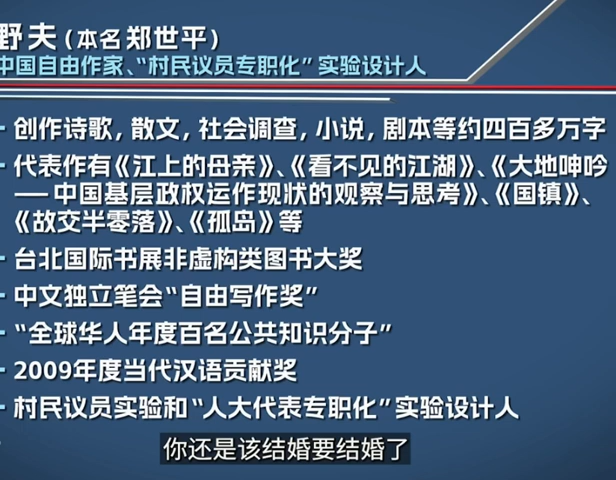 野夫（本名 郑世平）
中国自由作家、“村民议员专职化”实验设计人
- 创作诗歌，散文，社会调查，小说，剧本等约四百多万字
- 代表作有《江上的母亲》、《看不见的江湖》、《大地呻吟
— 中国基层政权运作现状的观察与思考》、《国镇》、
《故交半零落》、《孤岛》等
- 台北国际书展非虚构类图书大奖
- 中文独立笔会“自由写作奖”
- “全球华人年度百名公共知识分子”
- 2009年度当代汉语贡献奖
- 村民议员实验和“人大代表专职化”实验设计人
你还是该结婚要结婚了